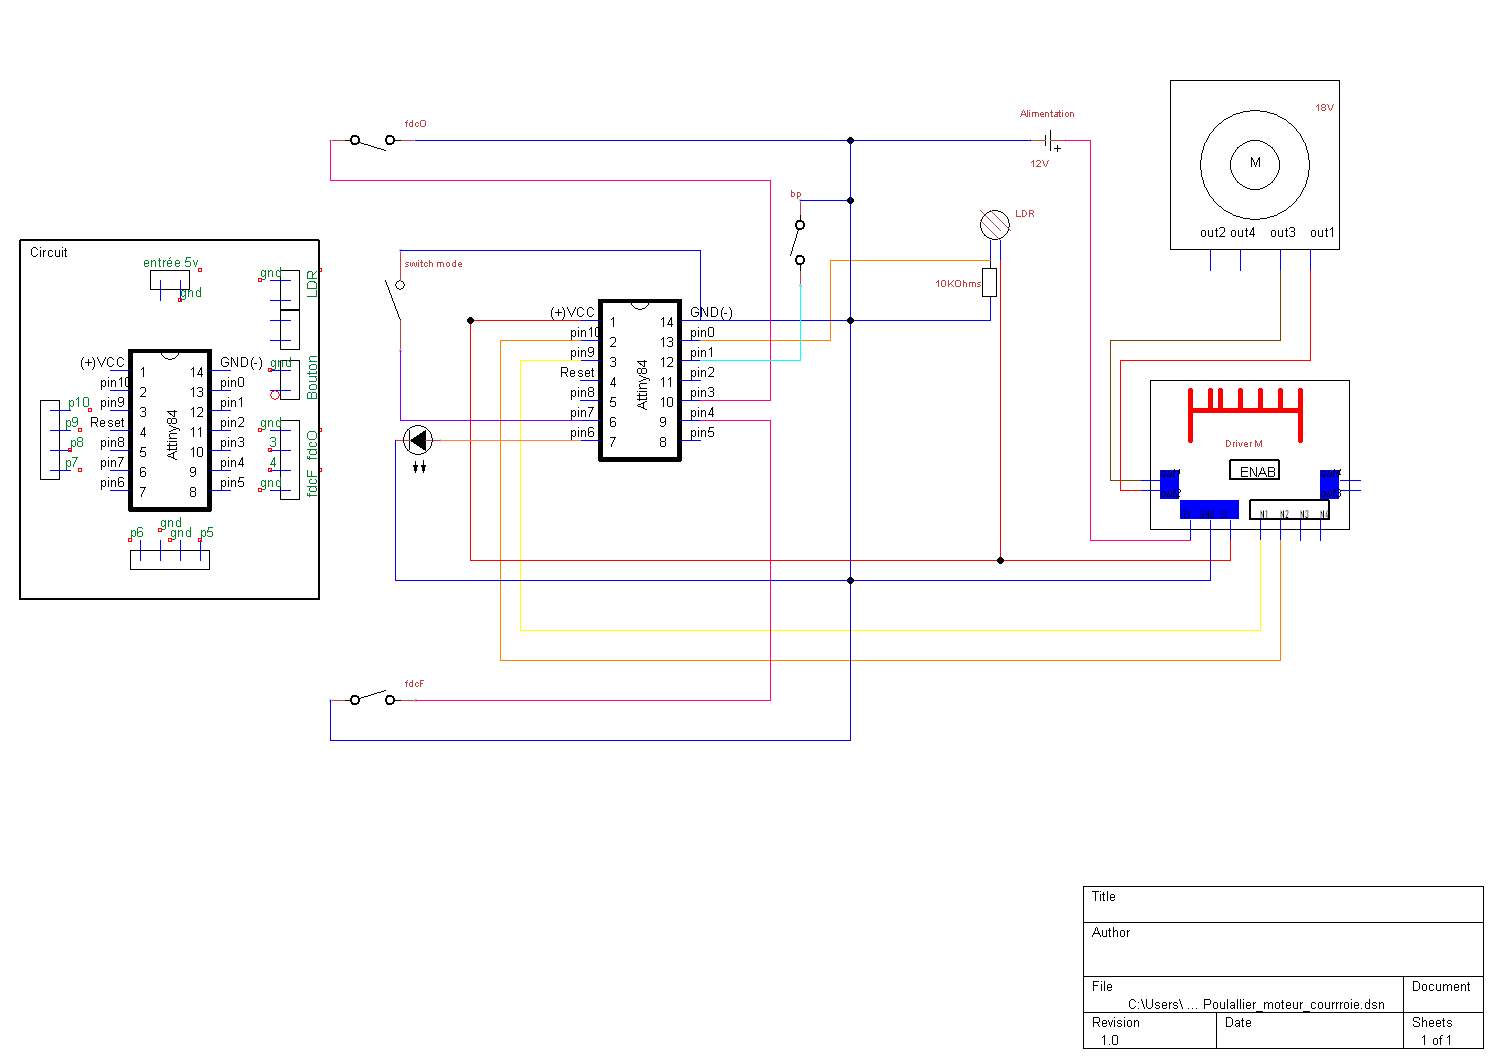 fdcO
Alimentation
12V
+
18V
M
out2 out4 out3 out1
bp
LDR
10KOhms
switch mode
(+)VCC
pin10
pin9
Reset
pin8
pin7
pin6
1
2
3
4
5
6
7
Attiny84
14
13
12
11
10
9
8
GND(-)
pin0
pin1
pin2
pin3
pin4
pin5
Circuit
entrée 5v
gnd
gnd
LDR
gnd
Bouton
(+)VCC
pin10
pin9
Reset
pin8
pin7
pin6
1
2
3
4
5
6
7
Attiny84
14
13
12
11
10
9
8
GND(-)
pin0
pin1
pin2
pin3
pin4
pin5
p10
p9
p8
p7
gnd
3
4
gnd
fdcF fdcO
p6
gnd
gnd
p5
Driver M
ENAB
N1 N2 N3 N4
fdcF
Title
Author
File
C:\Users\ ... Poulallier_moteur_courrroie.dsn
Document
Revision
1.0
Date
Sheets
1 of 1